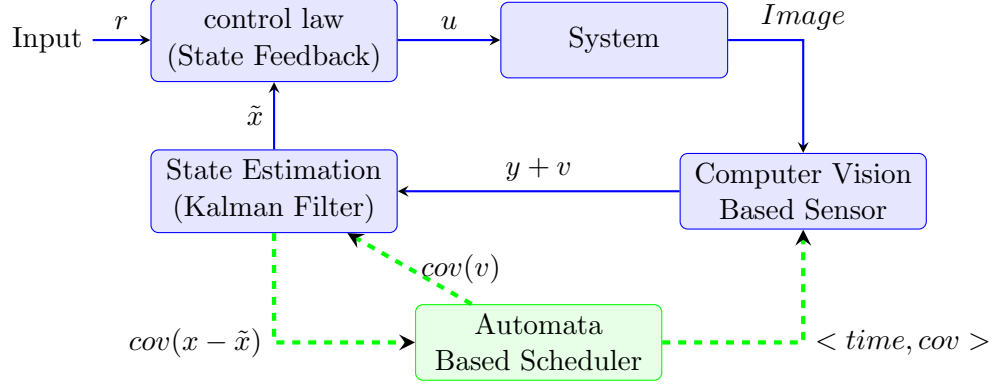 Image
Input
r
control law
(State Feedback)
u
System
x̃
State Estimation
(Kalman Filter)
y + v
Computer Vision
Based Sensor
cov(v)
cov(x − x̃)
Automata
Based Scheduler
< time, cov >